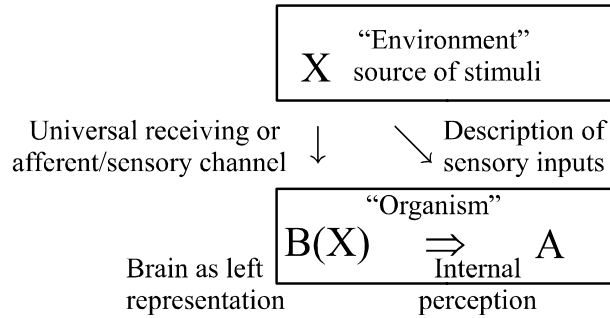 “Environment”
X source of stimuli
Universal receiving or
afferent/sensory channel
↓ ↘
Description of
sensory inputs
“Organism”
B(X) ⇒ A
Brain as left
representation
Internal
perception